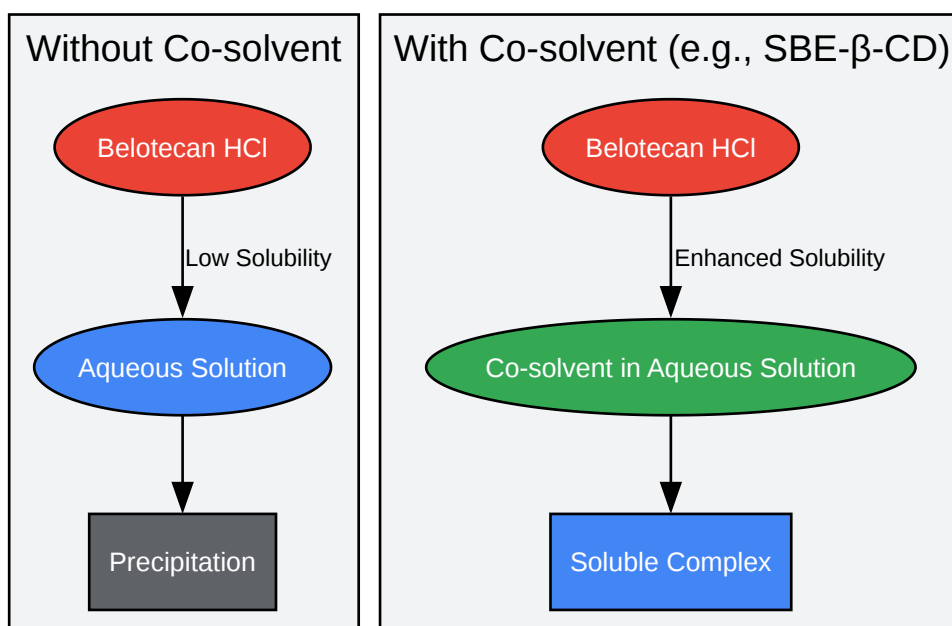 Without Co-solvent
Belotecan HCl
Low Solubility
Aqueous Solution
Precipitation
With Co-solvent (e.g., SBE-β-CD)
Belotecan HCl
Enhanced Solubility
Co-solvent in Aqueous Solution
Soluble Complex